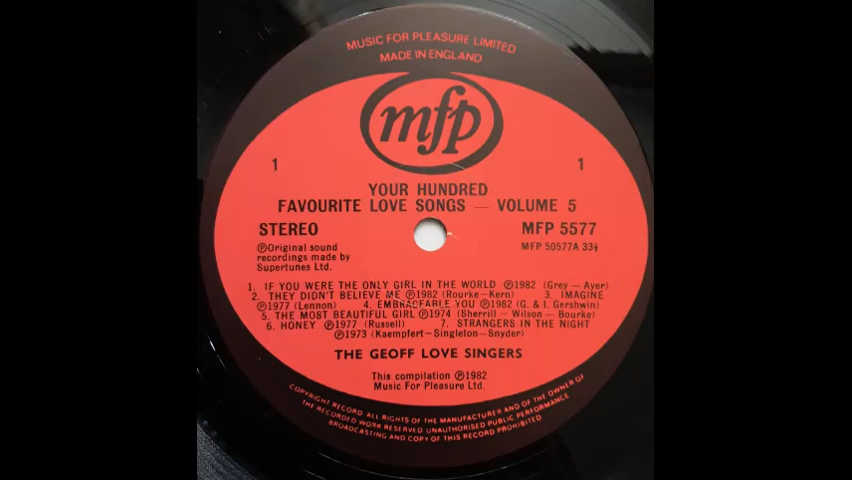 MUSIC FOR PLEASURE LIMITED
MADE IN ENGLAND
mfp
1 1
YOUR HUNDRED
FAVOURITE LOVE SONGS — VOLUME 5
STEREO MFP 5577
℗Original sound MFP 50577A 33⅓
recordings made by
Supertunes Ltd.
1. IF YOU WERE THE ONLY GIRL IN THE WORLD ℗1982 (Grey — Ayer)
2. THEY DIDN'T BELIEVE ME ℗1982 (Rourke—Kern) 3. IMAGINE
℗1977 (Lennon) 4. EMBRACEABLE YOU ℗1982 (G. & I. Gershwin)
5. THE MOST BEAUTIFUL GIRL ℗1974 (Sherrill — Wilson — Bourke)
6. HONEY ℗1977 (Russell) 7. STRANGERS IN THE NIGHT
℗1973 (Kaempfert—Singleton—Snyder)
THE GEOFF LOVE SINGERS
This compilation ℗1982
Music For Pleasure Ltd.
COPYRIGHT RECORD ALL RIGHTS OF THE MANUFACTURER AND OF THE OWNER OF
THE RECORDED WORK RESERVED UNAUTHORISED PUBLIC PERFORMANCE
BROADCASTING AND COPY OF THIS RECORD PROHIBITED